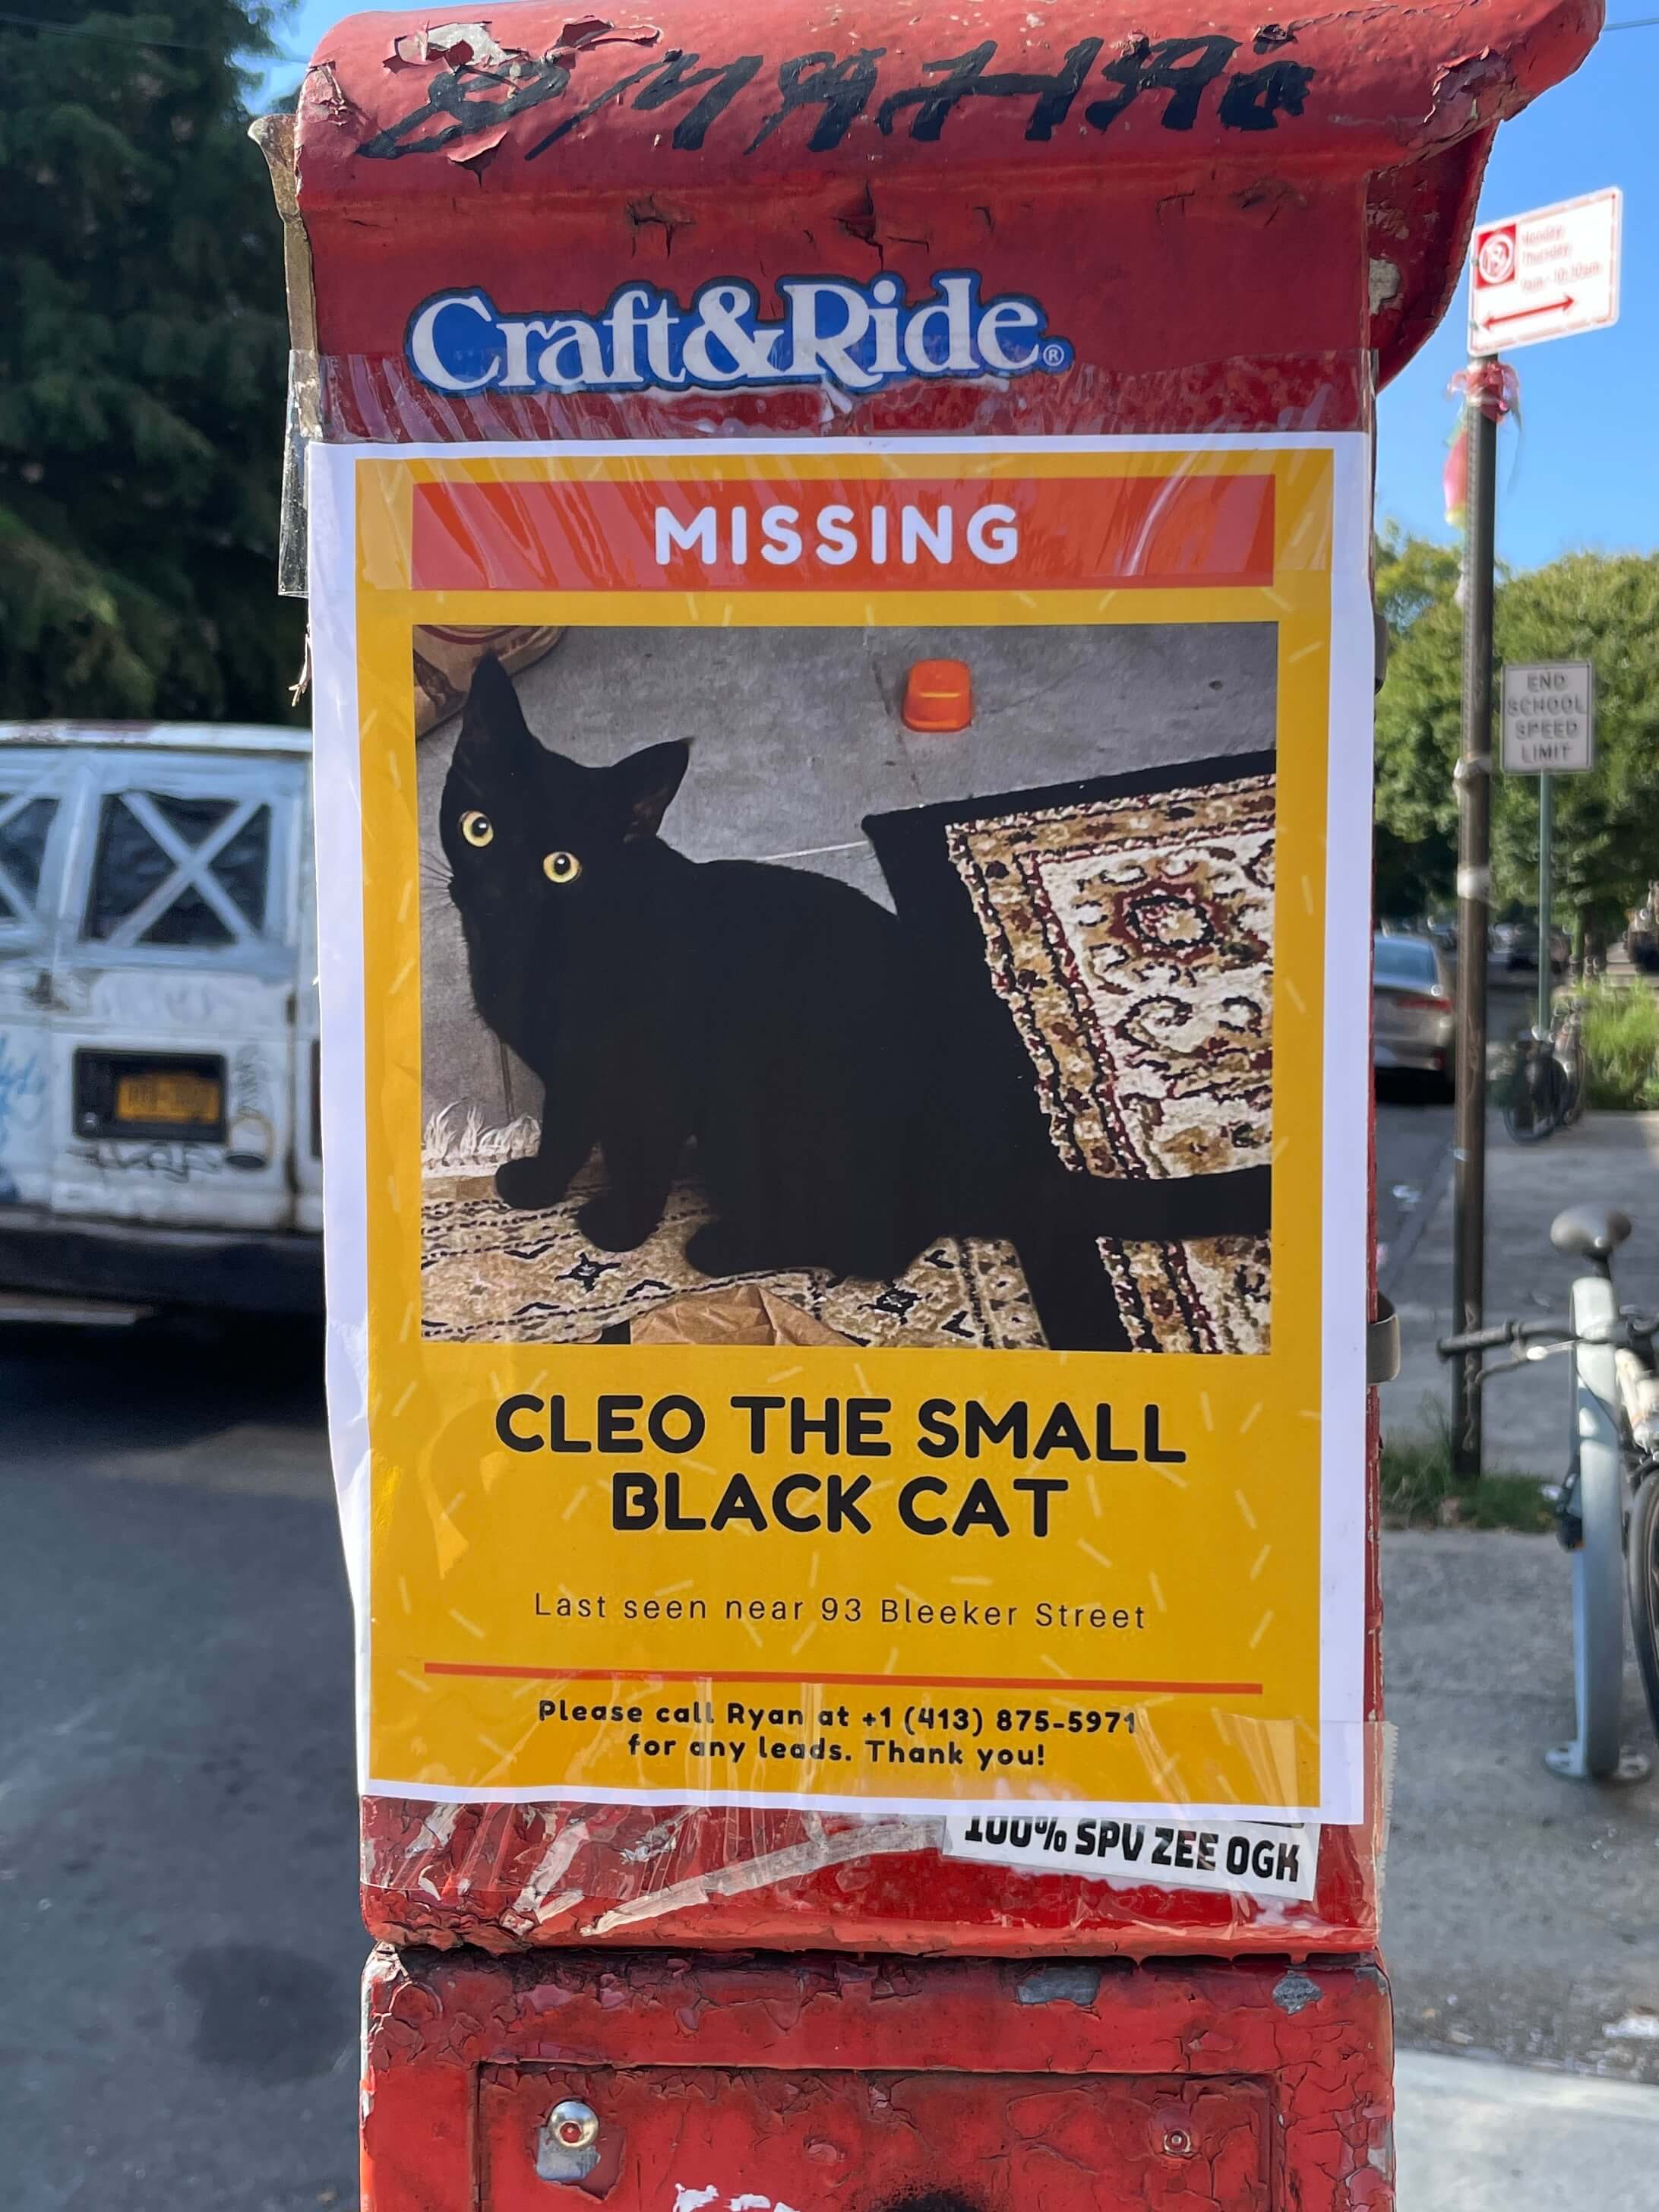 Craft&Ride®
MISSING
CLEO THE SMALL
BLACK CAT
Last seen near 93 Bleeker Street
Please call Ryan at +1 (413) 875-5971
for any leads. Thank you!
100% SPV ZEE OGK
END
SCHOOL
SPEED
LIMIT